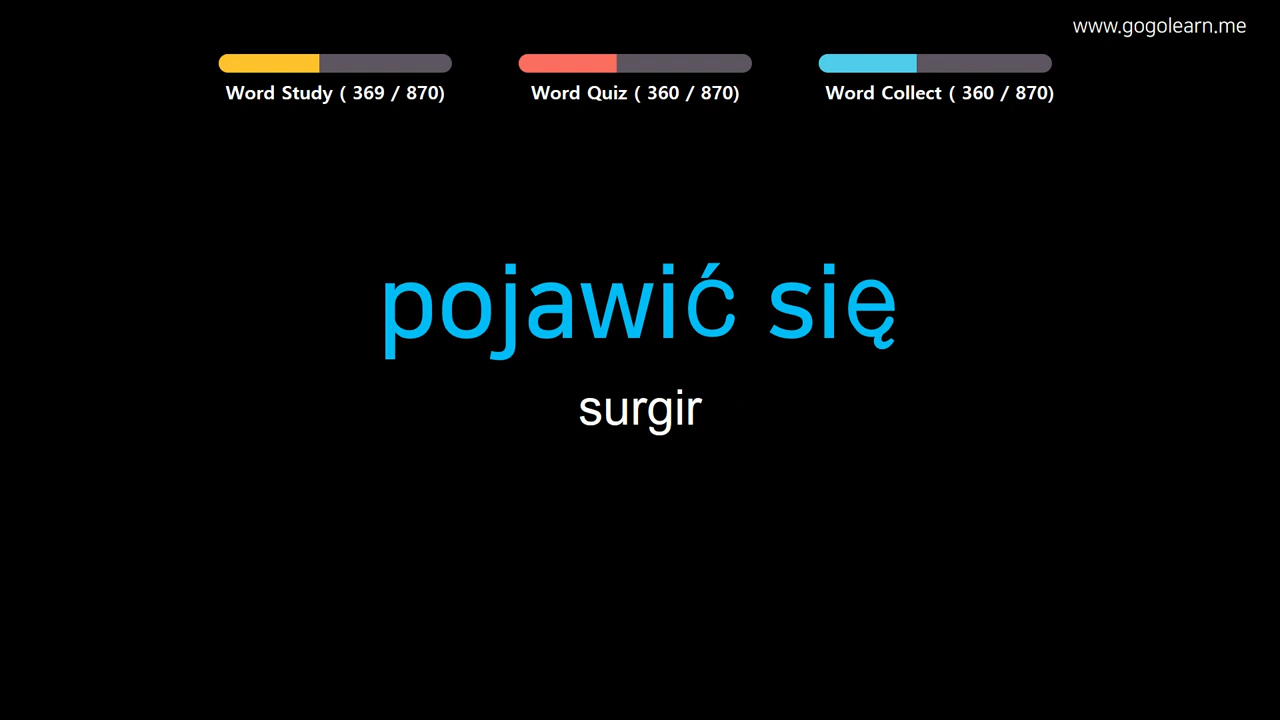 www.gogolearn.me
Word Study ( 369 / 870)
Word Quiz ( 360 / 870)
Word Collect ( 360 / 870)
pojawić się
surgir